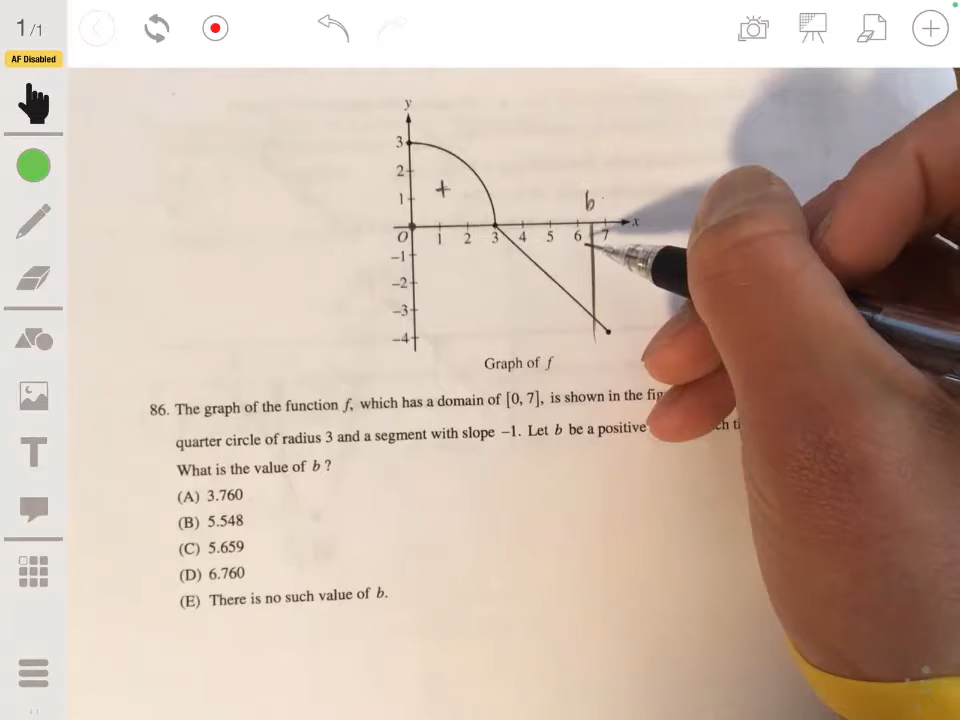 1/1
AF Disabled
T
y
3
2
+
1
b
x
O 1 2 3 4 5 6 7
-1
-2
-3
-4
Graph of f
86. The graph of the function f, which has a domain of [0, 7], is shown in the
quarter circle of radius 3 and a segment with slope −1. Let b be a positive
What is the value of b ?
(A) 3.760
(B) 5.548
(C) 5.659
(D) 6.760
(E) There is no such value of b.